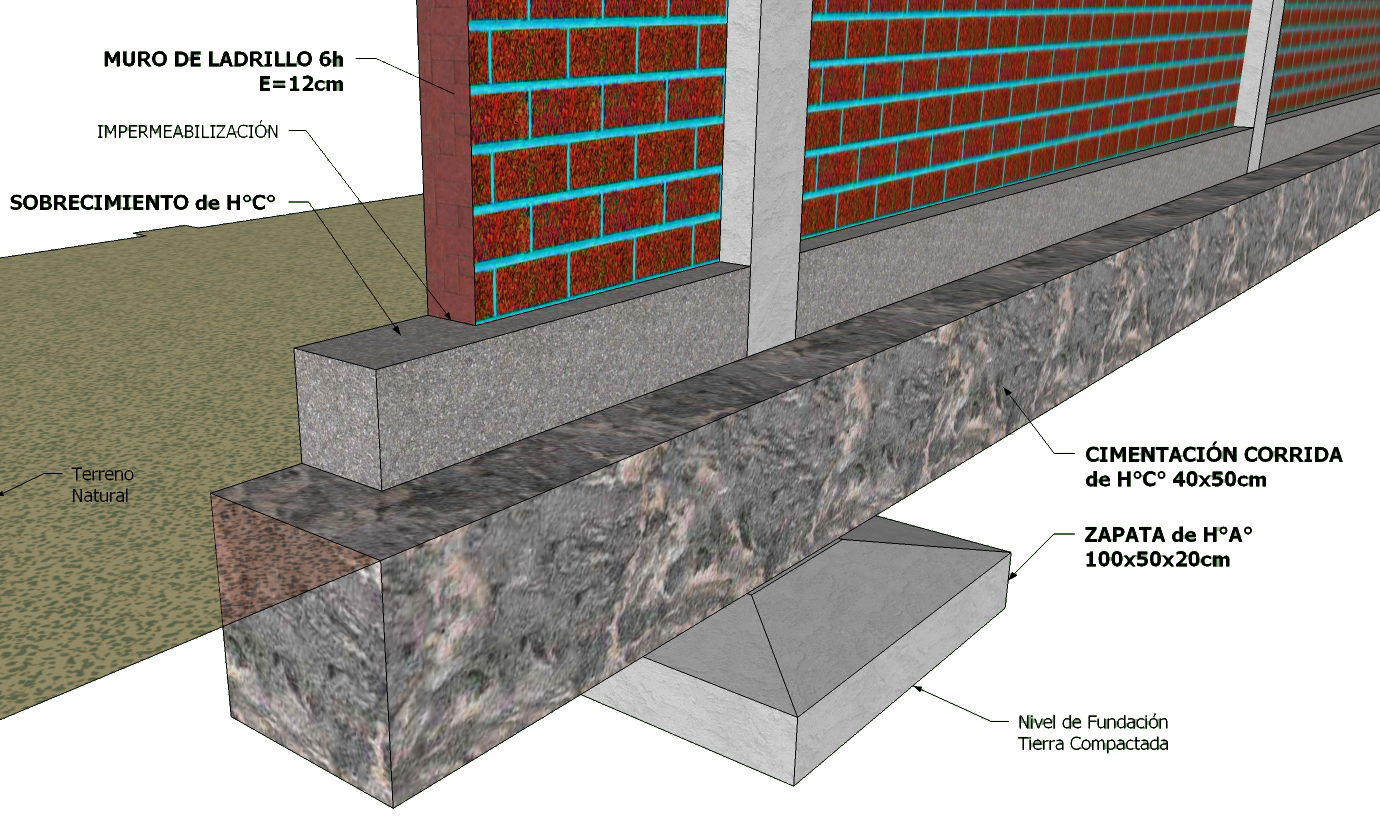 MURO DE LADRILLO 6h
E=12cm
IMPERMEABILIZACIÓN
SOBRECIMIENTO de H°C°
Terreno
Natural
CIMENTACIÓN CORRIDA
de H°C° 40x50cm
ZAPATA de H°A°
100x50x20cm
Nivel de Fundación
Tierra Compactada